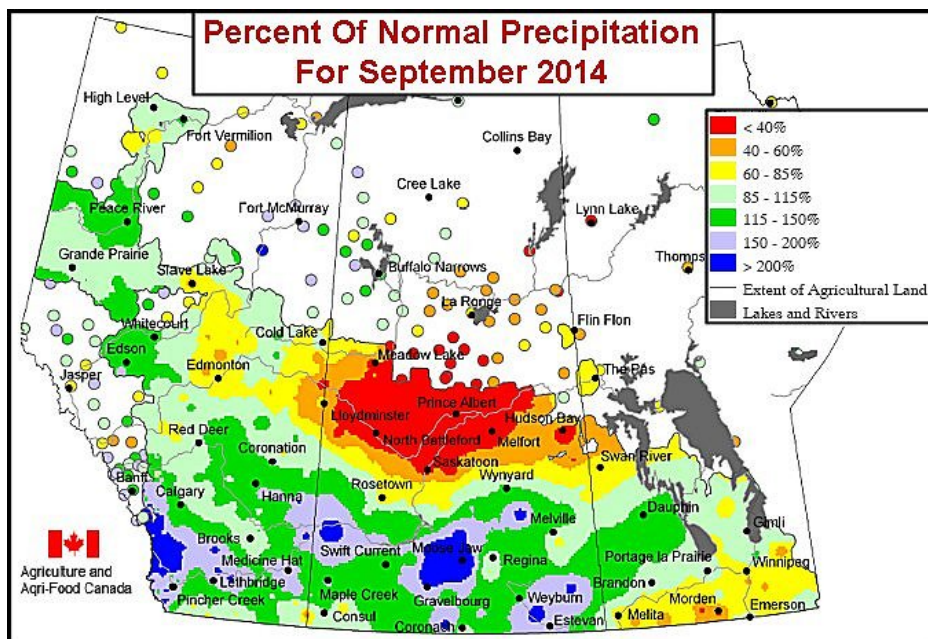 Percent Of Normal Precipitation
For September 2014
High Level
Fort Vermilion
Collins Bay
< 40%
40 - 60%
60 - 85%
85 - 115%
115 - 150%
150 - 200%
> 200%
Extent of Agricultural Land
Lakes and Rivers
Cree Lake
Peace River
Fort McMurray
Lynn Lake
Grande Prairie
Slave Lake
Buffalo Narrows
Thomps
La Ronge
Whitecourt
Cold Lake
Flin Flon
Edson
Meadow Lake
Jasper
Edmonton
The Pas
Lloydminster
Prince Albert
Hudson Bay
Red Deer
North Battleford
Melfort
Coronation
Saskatoon
Swan River
Banff
Calgary
Hanna
Rosetown
Wynyard
Dauphin
Melville
Gimli
Brooks
Swift Current
Moose Jaw
Regina
Portage la Prairie
Winnipeg
Medicine Hat
Agriculture and
Agri-Food Canada
Lethbridge
Pincher Creek
Maple Creek
Gravelbourg
Weyburn
Brandon
Morden
Consul
Coronach
Estevan
Melita
Emerson